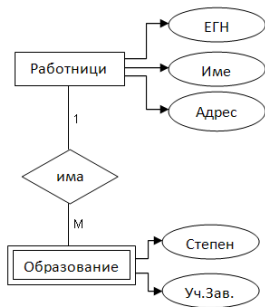 ЕГН
Работници
Име
Адрес
1
има
М
Степен
Образование
Уч.Зав.